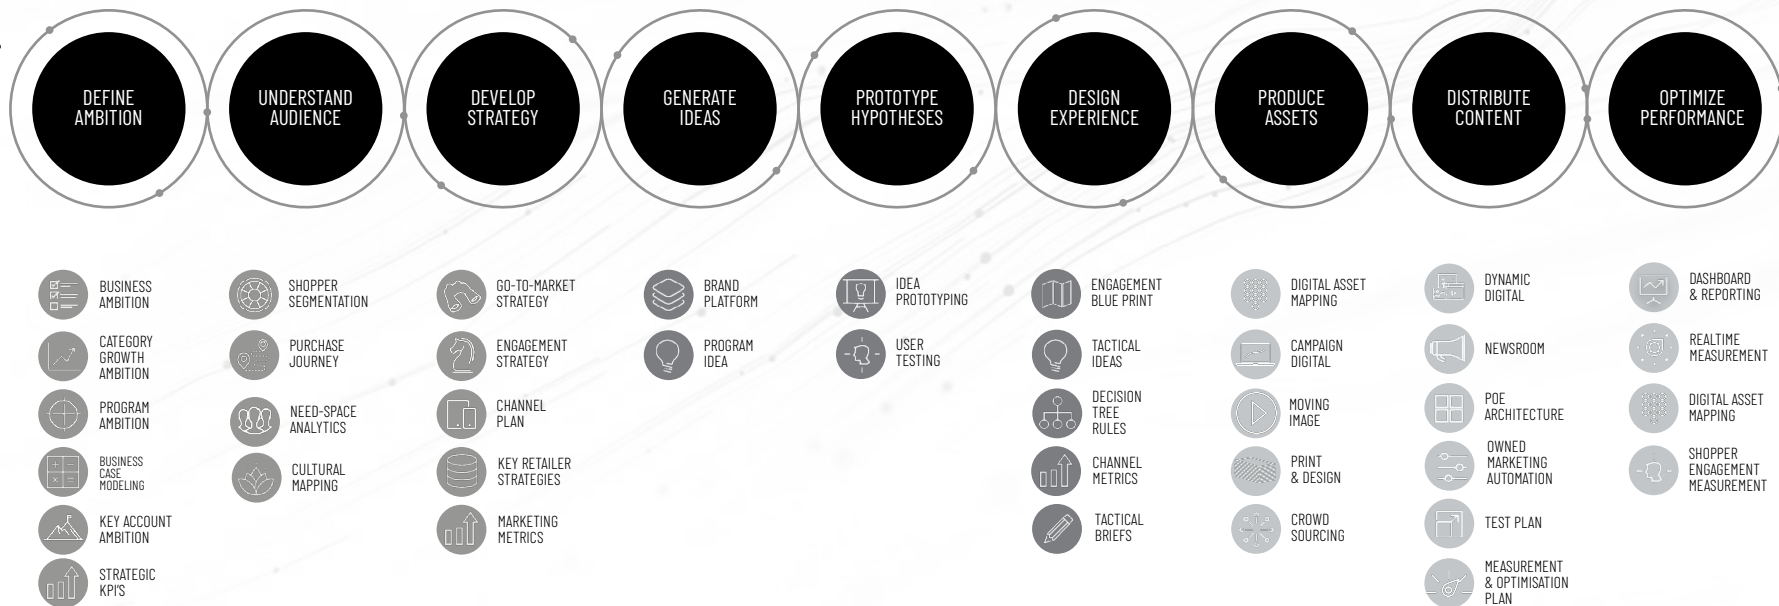 DEFINE
AMBITION
UNDERSTAND
AUDIENCE
DEVELOP
STRATEGY
GENERATE
IDEAS
PROTOTYPE
HYPOTHESES
DESIGN
EXPERIENCE
PRODUCE
ASSETS
DISTRIBUTE
CONTENT
OPTIMIZE
PERFORMANCE
BUSINESS
AMBITION
CATEGORY
GROWTH
AMBITION
PROGRAM
AMBITION
BUSINESS
CASE
MODELING
KEY ACCOUNT
AMBITION
STRATEGIC
KPI'S
SHOPPER
SEGMENTATION
PURCHASE
JOURNEY
NEED-SPACE
ANALYTICS
CULTURAL
MAPPING
GO-TO-MARKET
STRATEGY
ENGAGEMENT
STRATEGY
CHANNEL
PLAN
KEY RETAILER
STRATEGIES
MARKETING
METRICS
BRAND
PLATFORM
PROGRAM
IDEA
IDEA
PROTOTYPING
USER
TESTING
ENGAGEMENT
BLUE PRINT
TACTICAL
IDEAS
DECISION
TREE
RULES
CHANNEL
METRICS
TACTICAL
BRIEFS
DIGITAL ASSET
MAPPING
CAMPAIGN
DIGITAL
MOVING
IMAGE
PRINT
& DESIGN
CROWD
SOURCING
DYNAMIC
DIGITAL
NEWSROOM
POE
ARCHITECTURE
OWNED
MARKETING
AUTOMATION
TEST PLAN
MEASUREMENT
& OPTIMISATION
PLAN
DASHBOARD
& REPORTING
REALTIME
MEASUREMENT
DIGITAL ASSET
MAPPING
SHOPPER
ENGAGEMENT
MEASUREMENT